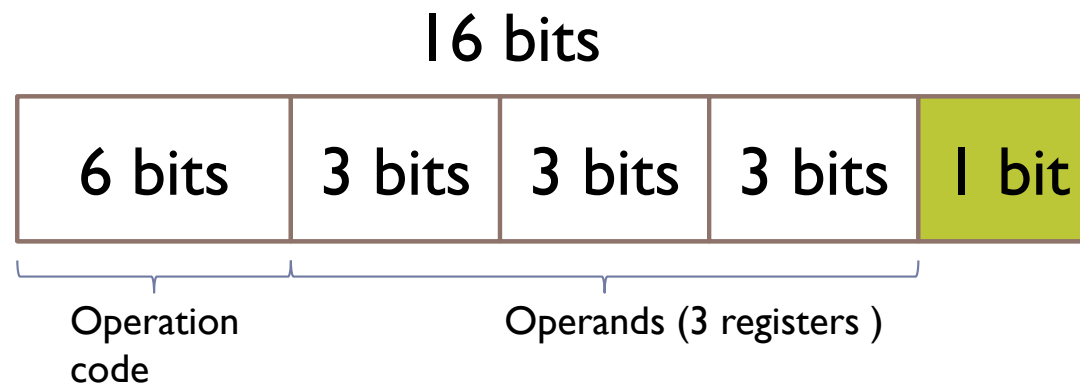 16 bits
6 bits 3 bits 3 bits 3 bits 1 bit
Operation Operands (3 registers )
code